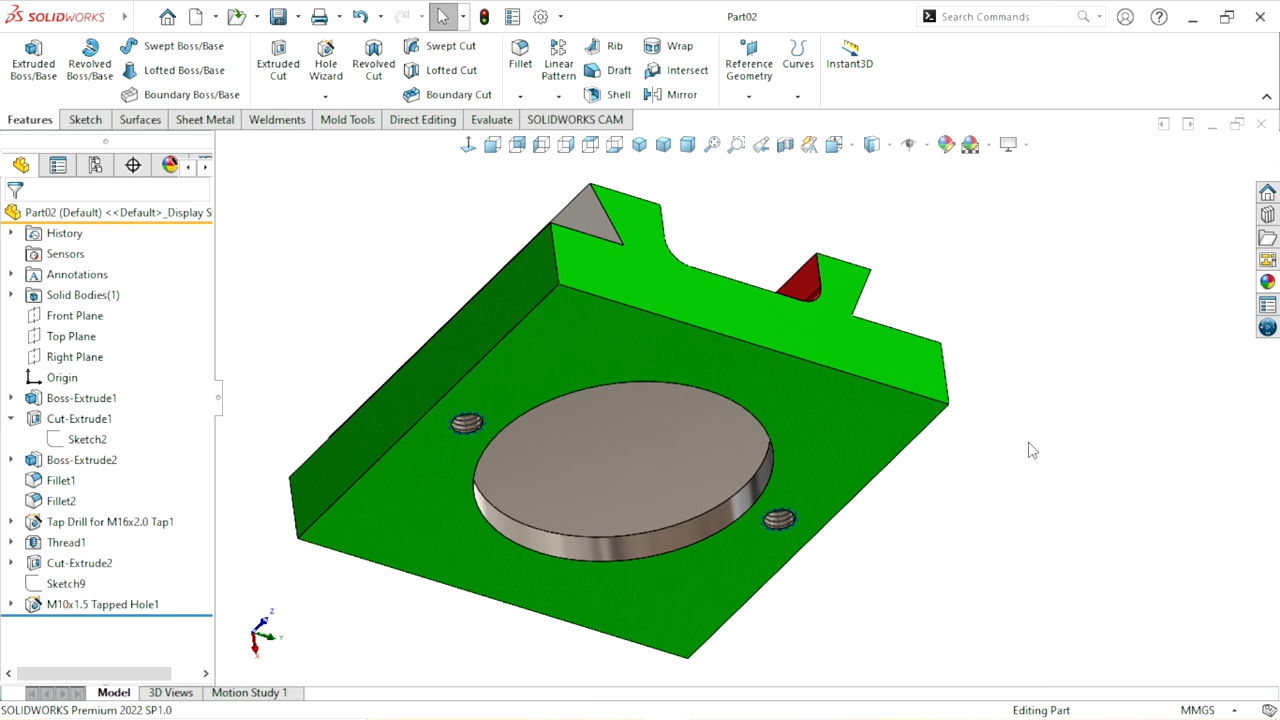 SOLIDWORKS
Part02
Search Commands
Extruded Boss/Base
Revolved Boss/Base
Swept Boss/Base
Lofted Boss/Base
Boundary Boss/Base
Extruded Cut
Hole Wizard
Revolved Cut
Swept Cut
Lofted Cut
Boundary Cut
Fillet
Linear Pattern
Rib
Draft
Shell
Wrap
Intersect
Mirror
Reference Geometry
Curves
Instant3D
Features
Sketch
Surfaces
Sheet Metal
Weldments
Mold Tools
Direct Editing
Evaluate
SOLIDWORKS CAM
Part02 (Default) <<Default>_Display S
History
Sensors
Annotations
Solid Bodies(1)
Front Plane
Top Plane
Right Plane
Origin
Boss-Extrude1
Cut-Extrude1
Sketch2
Boss-Extrude2
Fillet1
Fillet2
Tap Drill for M16x2.0 Tap1
Thread1
Cut-Extrude2
Sketch9
M10x1.5 Tapped Hole1
Z
Y
X
Model
3D Views
Motion Study 1
SOLIDWORKS Premium 2022 SP1.0
Editing Part
MMGS